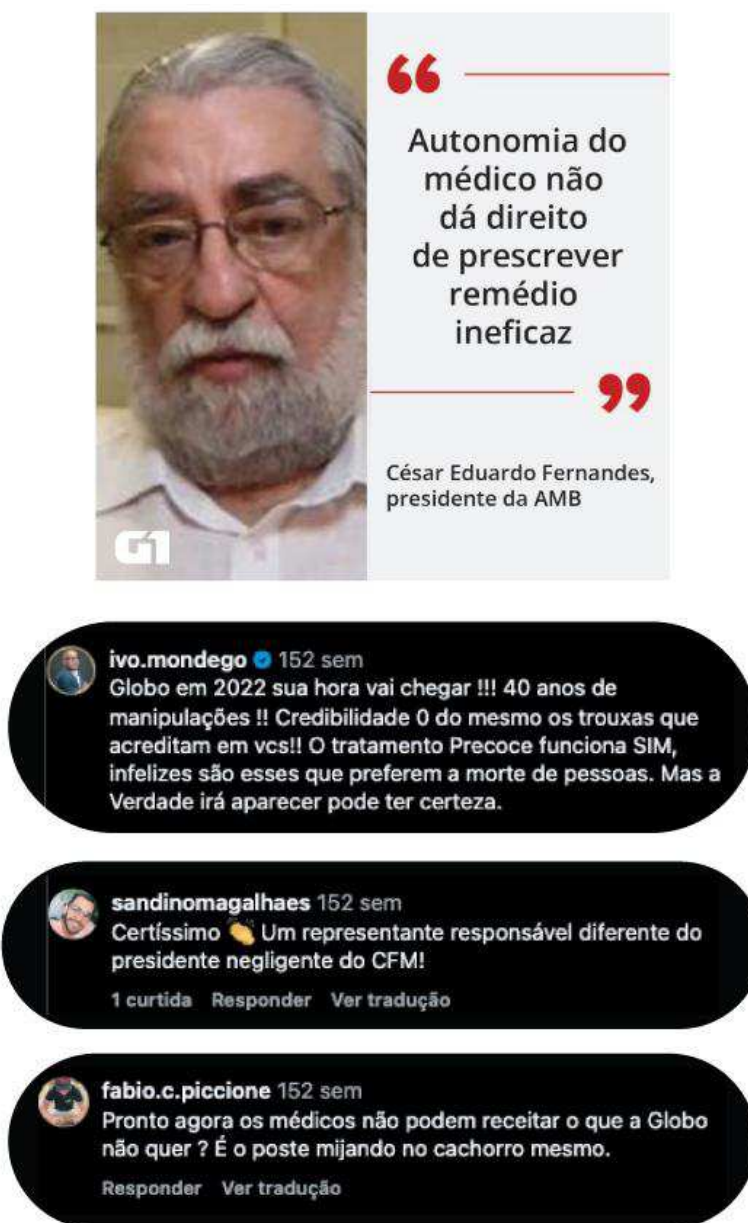 “
Autonomia do
médico não
dá direito
de prescrever
remédio
ineficaz
”
César Eduardo Fernandes,
presidente da AMB
G1
ivo.mondego 152 sem
Globo em 2022 sua hora vai chegar !!! 40 anos de
manipulações !! Credibilidade 0 do mesmo os trouxas que
acreditam em vcs!! O tratamento Precoce funciona SIM,
infelizes são esses que preferem a morte de pessoas. Mas a
Verdade irá aparecer pode ter certeza.
sandinomagalhaes 152 sem
Certíssimo 👏 Um representante responsável diferente do
presidente negligente do CFM!
1 curtida Responder Ver tradução
fabio.c.piccione 152 sem
Pronto agora os médicos não podem receitar o que a Globo
não quer ? É o poste mijando no cachorro mesmo.
Responder Ver tradução